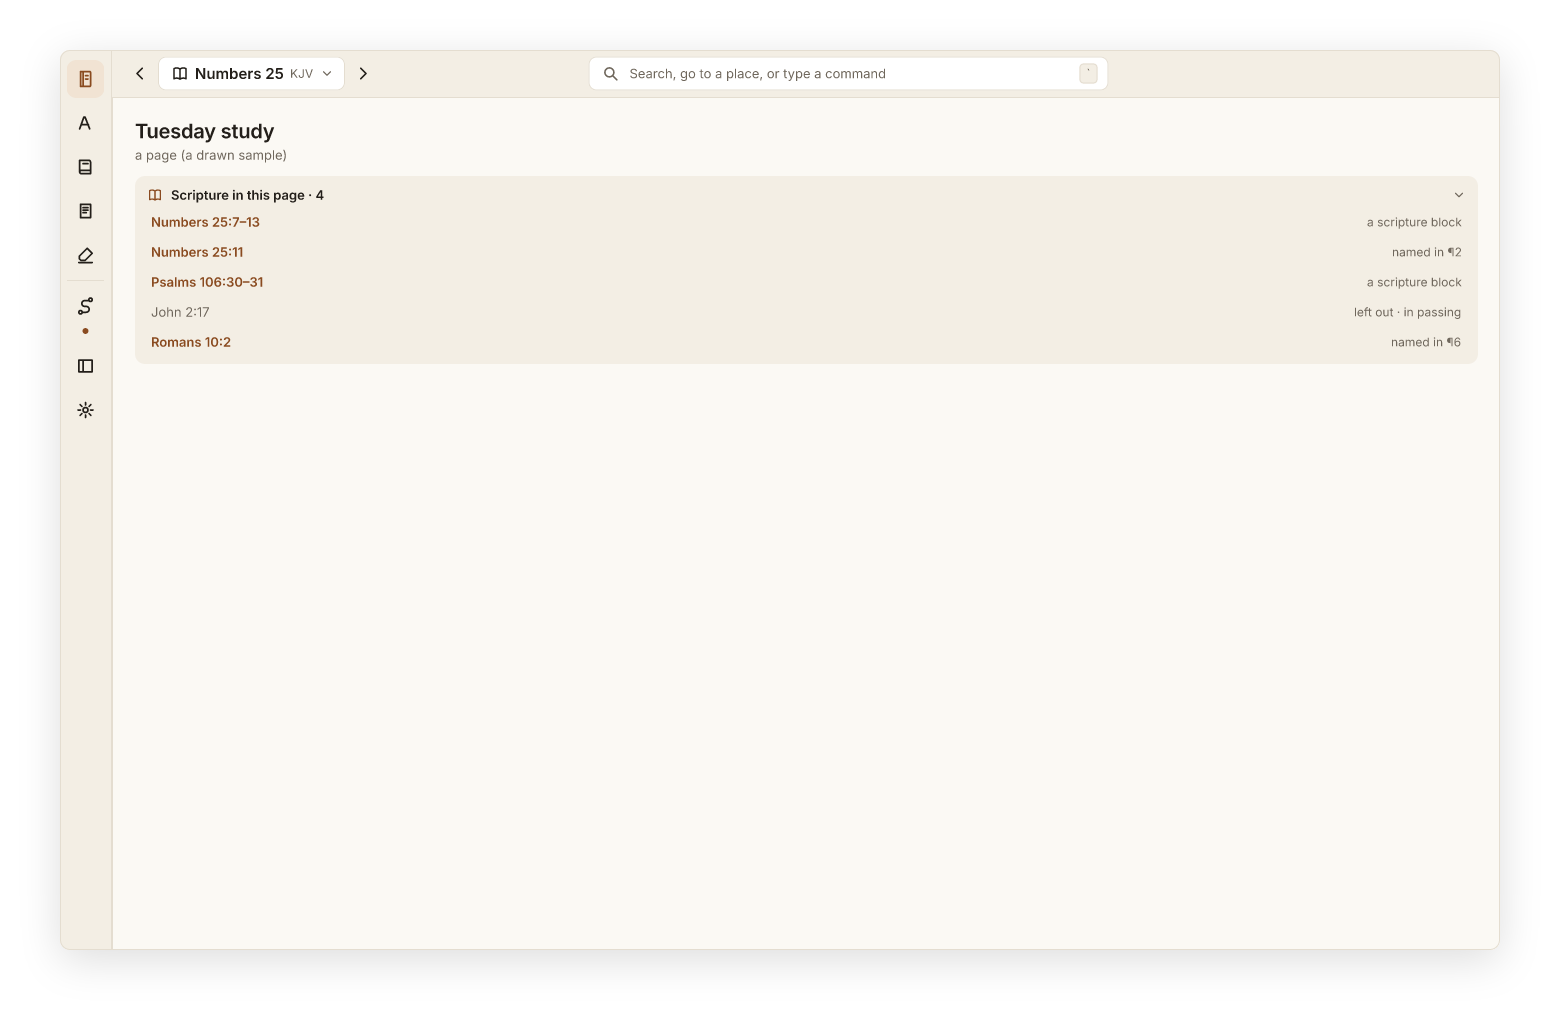 Numbers 25 KJV
Search, go to a place, or type a command
Tuesday study
a page (a drawn sample)
Scripture in this page · 4
Numbers 25:7–13 a scripture block
Numbers 25:11 named in ¶2
Psalms 106:30–31 a scripture block
John 2:17 left out · in passing
Romans 10:2 named in ¶6